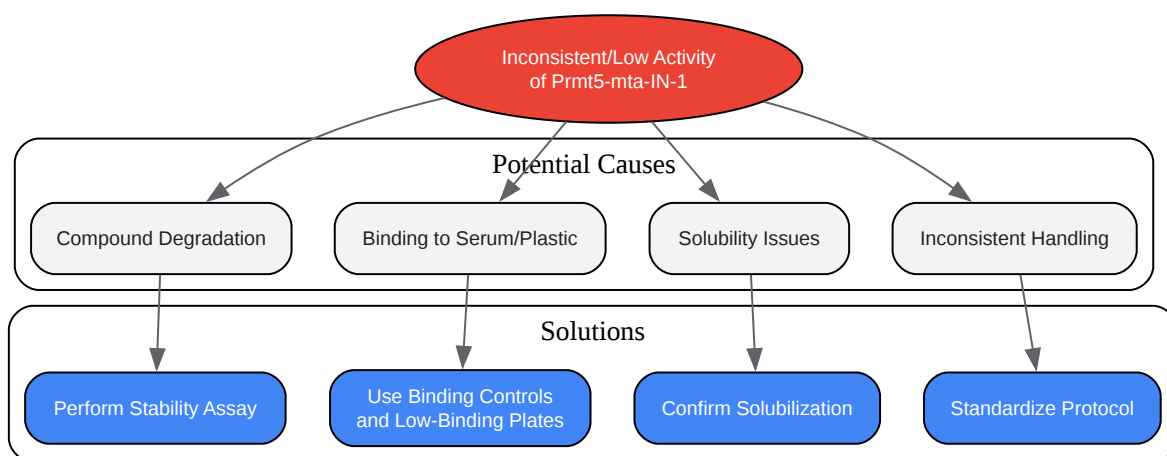 Inconsistent/Low Activity
of Prmt5-mta-IN-1
Potential Causes
Compound Degradation
Binding to Serum/Plastic
Solubility Issues
Inconsistent Handling
Solutions
Perform Stability Assay
Use Binding Controls
and Low-Binding Plates
Confirm Solubilization
Standardize Protocol